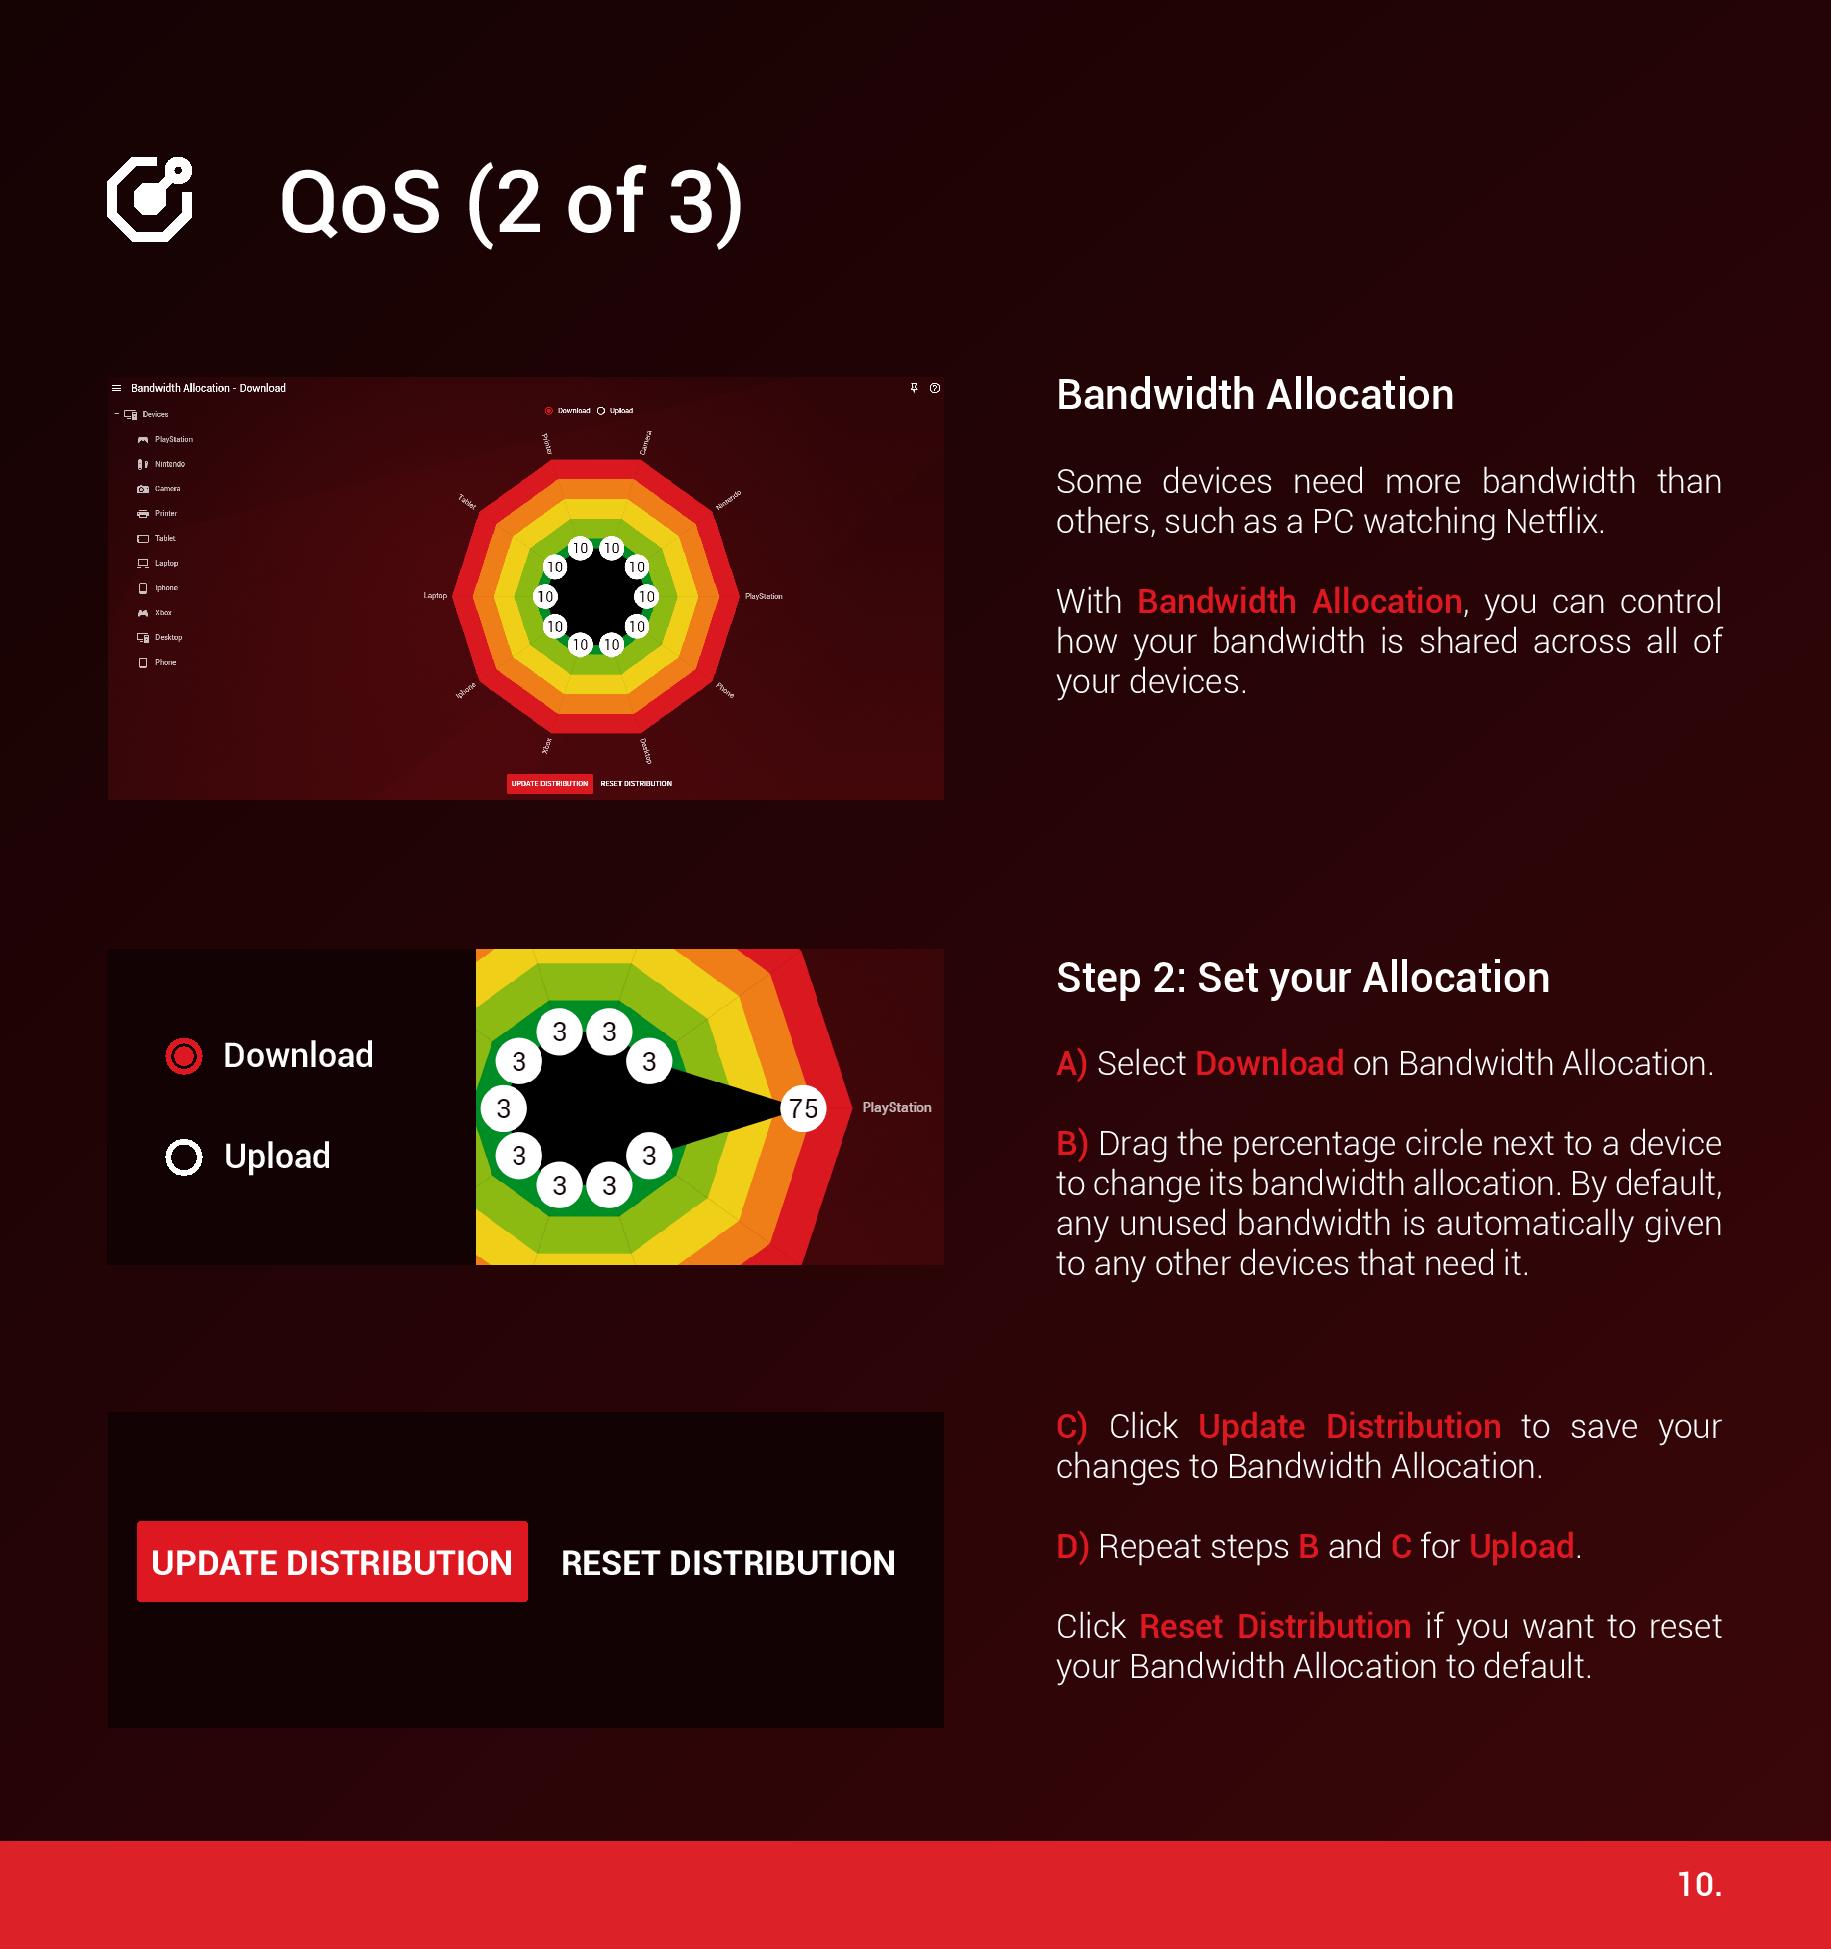 QoS (2 of 3)
Bandwidth Allocation - Download
Devices
PlayStation
Nintendo
Camera
Printer
Tablet
Laptop
Iphone
Xbox
Desktop
Phone
Download Upload
Printer Camera
Tablet Nintendo
10 10
10 10
Laptop 10 10 PlayStation
10 10
10 10
Iphone Phone
Xbox Desktop
UPDATE DISTRIBUTION RESET DISTRIBUTION
Bandwidth Allocation
Some devices need more bandwidth than
others, such as a PC watching Netflix.
With Bandwidth Allocation, you can control
how your bandwidth is shared across all of
your devices.
Download
Upload
3 3
3 3
3 75 PlayStation
3 3
3 3
Step 2: Set your Allocation
A) Select Download on Bandwidth Allocation.
B) Drag the percentage circle next to a device
to change its bandwidth allocation. By default,
any unused bandwidth is automatically given
to any other devices that need it.
UPDATE DISTRIBUTION RESET DISTRIBUTION
C) Click Update Distribution to save your
changes to Bandwidth Allocation.
D) Repeat steps B and C for Upload.
Click Reset Distribution if you want to reset
your Bandwidth Allocation to default.
10.